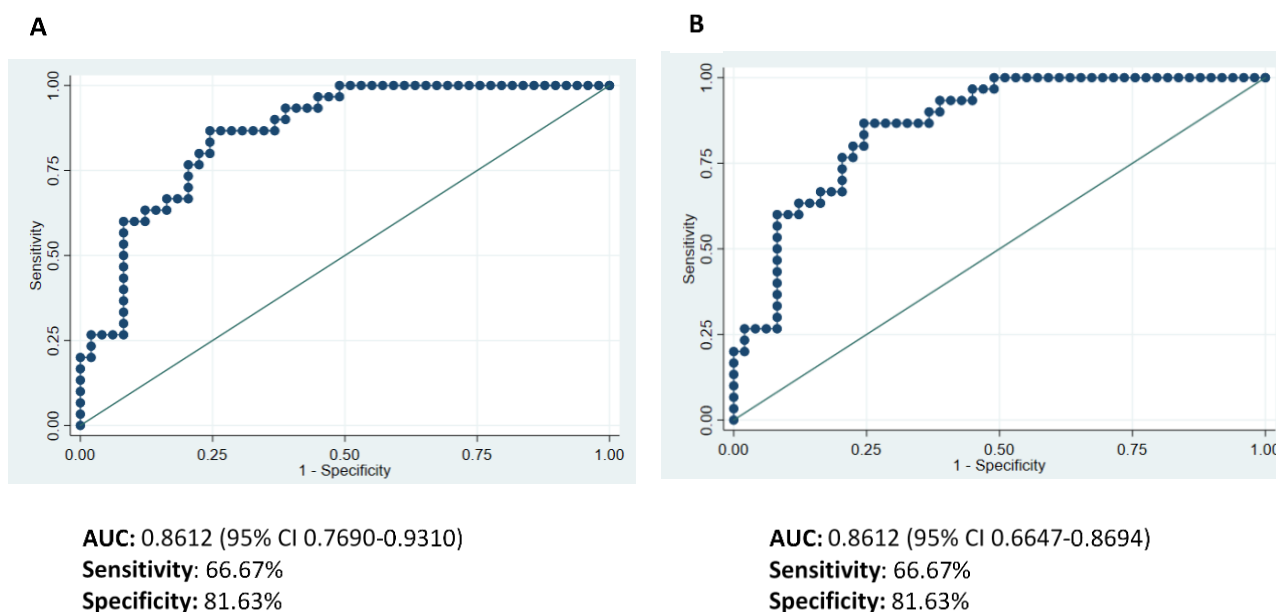 A
1.00
0.75
0.50
0.25
0.00
Sensitivity
0.00 0.25 0.50 0.75 1.00
1 - Specificity
AUC: 0.8612 (95% CI 0.7690-0.9310)
Sensitivity: 66.67%
Specificity: 81.63%
B
1.00
0.75
0.50
0.25
0.00
Sensitivity
0.00 0.25 0.50 0.75 1.00
1 - Specificity
AUC: 0.8612 (95% CI 0.6647-0.8694)
Sensitivity: 66.67%
Specificity: 81.63%